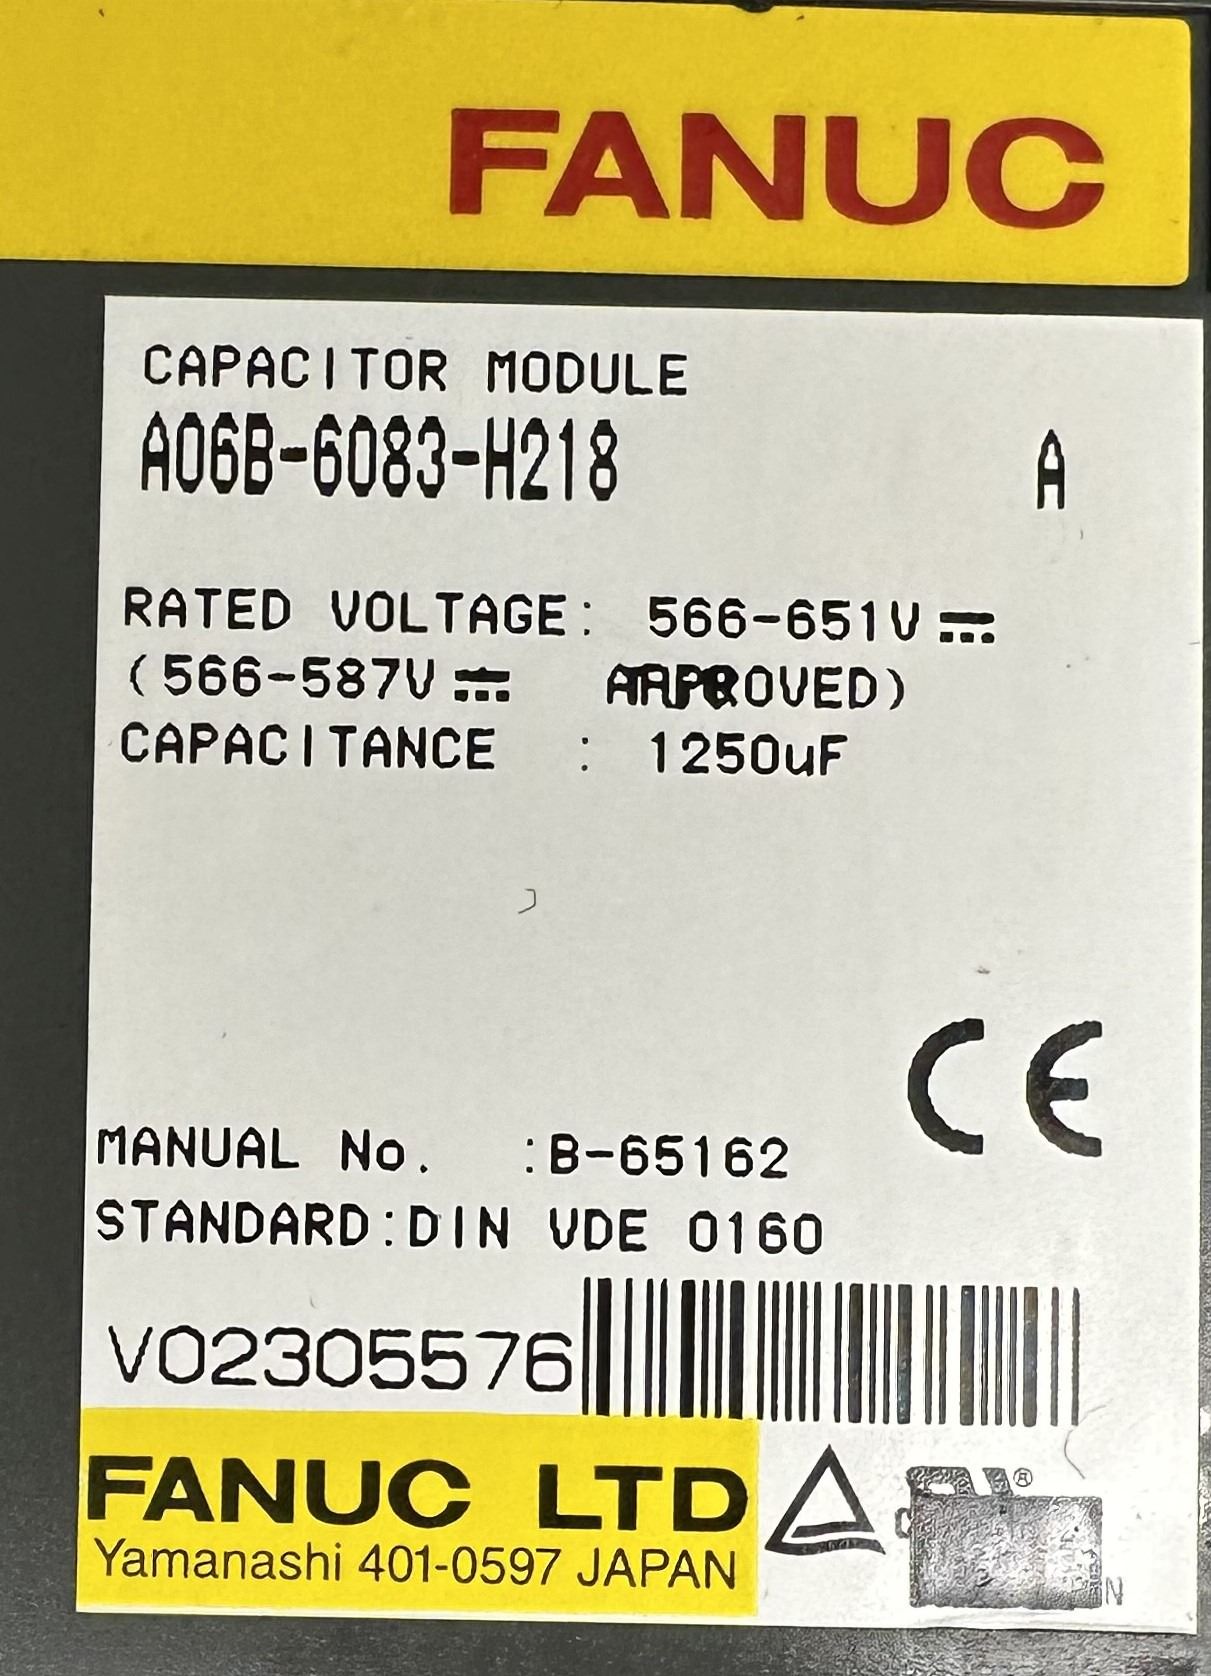 FANUC
CAPACITOR MODULE
A06B-6083-H218 A
RATED VOLTAGE: 566-651V ⎓
(566-587V ⎓ APPROVED)
CAPACITANCE : 1250uF
CE
MANUAL No. :B-65162
STANDARD:DIN VDE 0160
V02305576
FANUC LTD
Yamanashi 401-0597 JAPAN